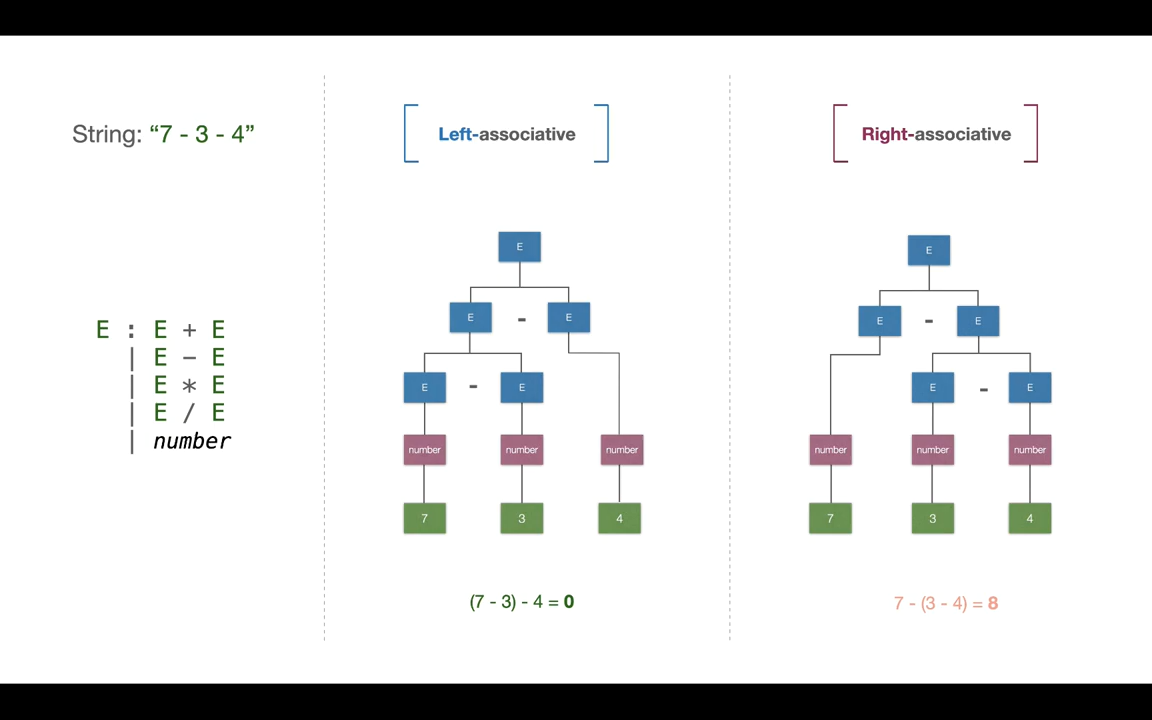 String: “7 - 3 - 4”
E : E + E
| E − E
| E * E
| E / E
| number
Left-associative
E
E - E
E - E
number number number
7 3 4
(7 - 3) - 4 = 0
Right-associative
E
E - E
E - E
number number number
7 3 4
7 - (3 - 4) = 8